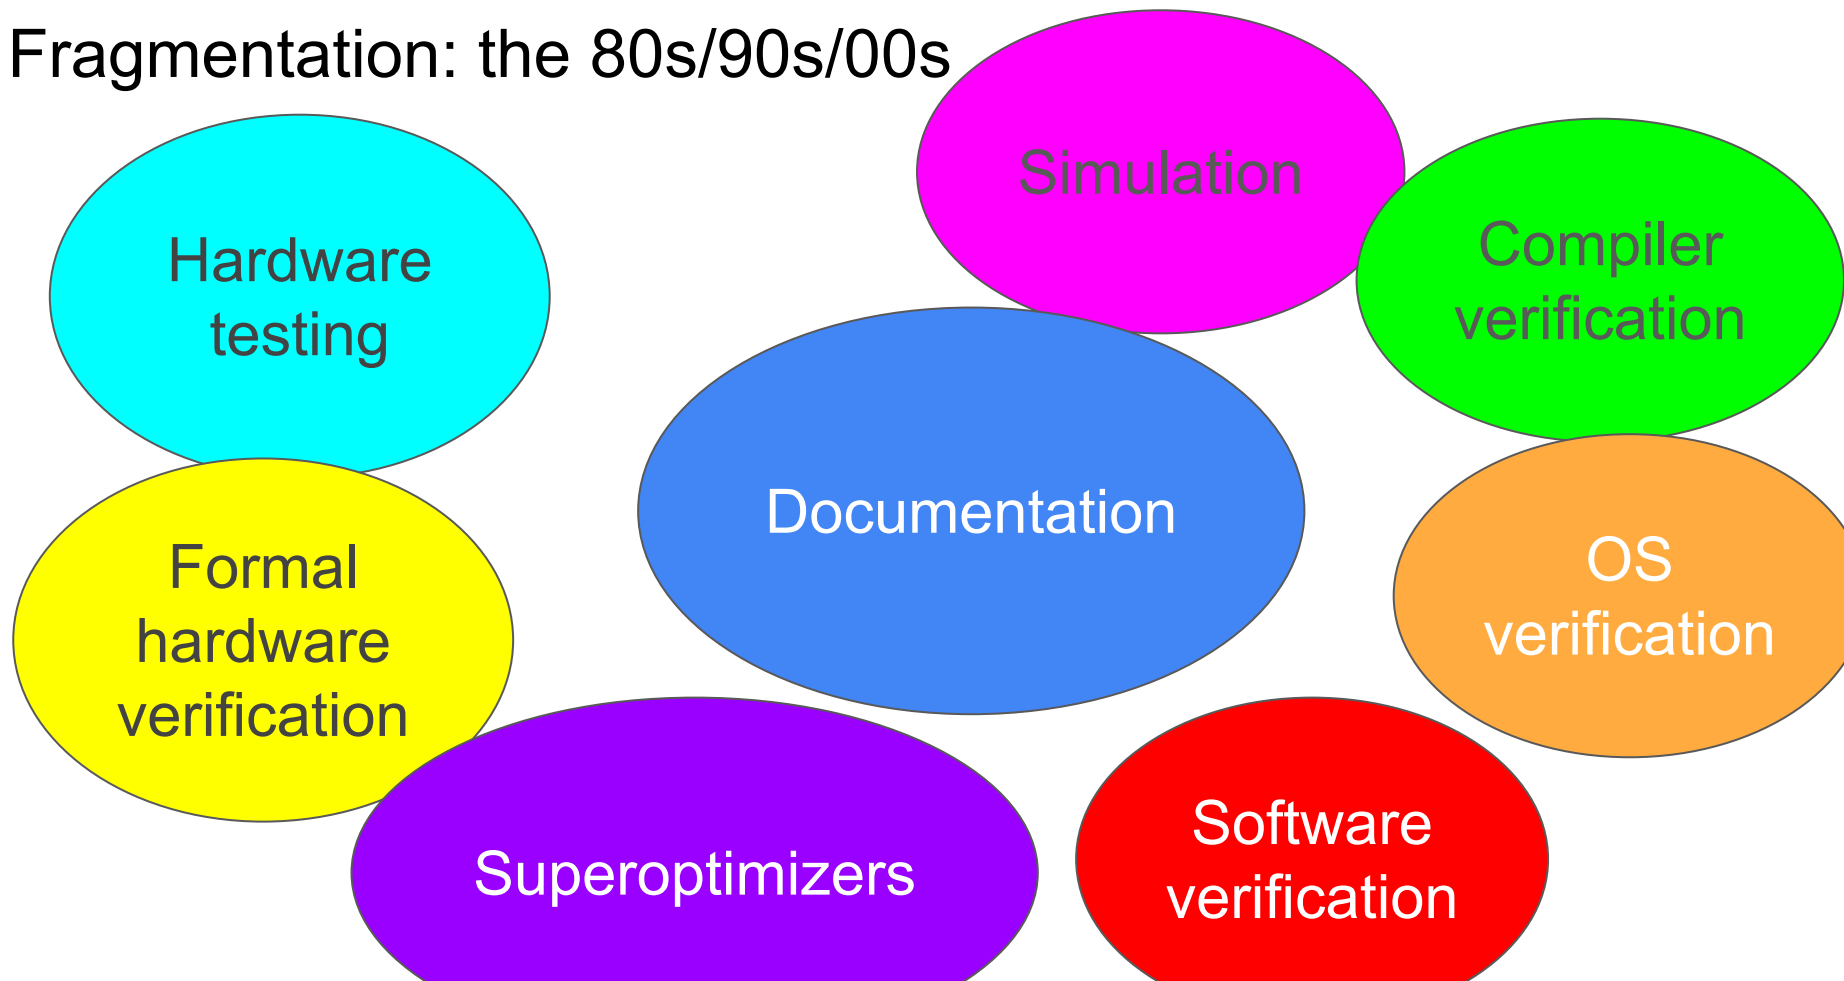 Fragmentation: the 80s/90s/00s
Simulation
Hardware
testing
Compiler
verification
Documentation
Formal
hardware
verification
OS
verification
Superoptimizers
Software
verification